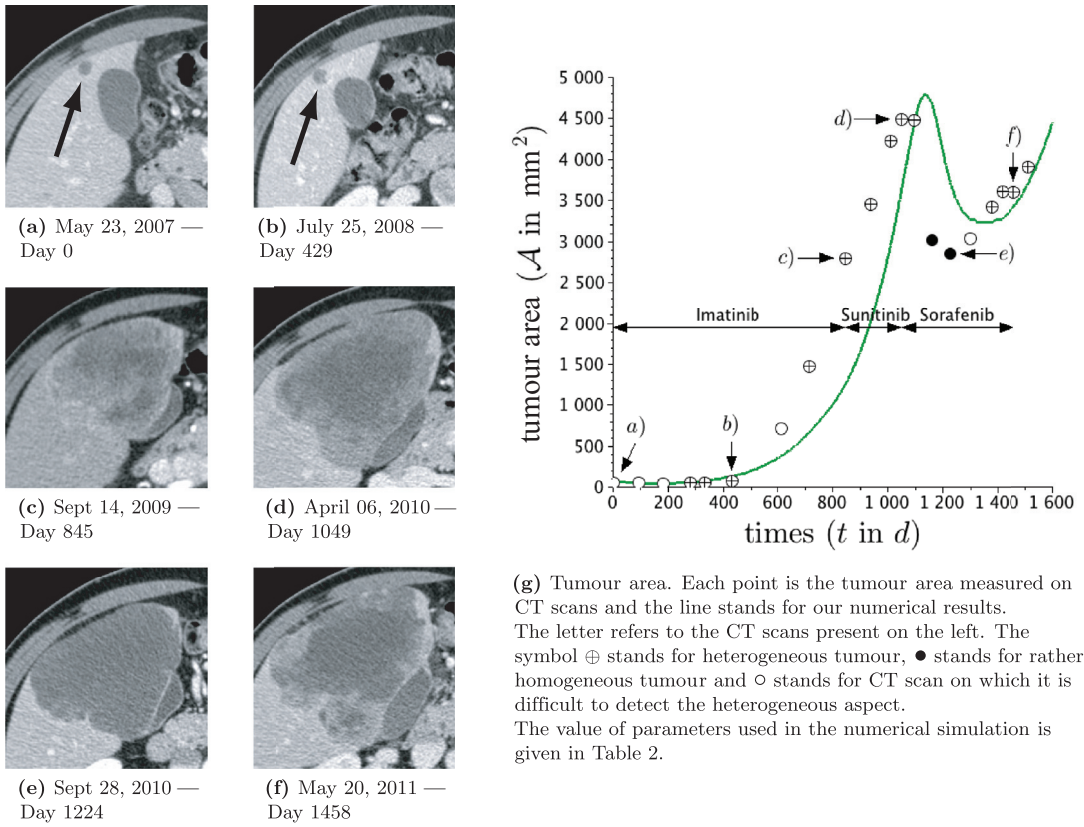 (a) May 23, 2007 —
Day 0
(b) July 25, 2008 —
Day 429
(c) Sept 14, 2009 —
Day 845
(d) April 06, 2010 —
Day 1049
(e) Sept 28, 2010 —
Day 1224
(f) May 20, 2011 —
Day 1458
tumour area (𝒜 in mm²)
5 000
4 500
4 000
3 500
3 000
2 500
2 000
1 500
1 000
500
0
a)
b)
c)
d)
e)
f)
Imatinib
Sunitinib
Sorafenib
0 200 400 600 800 1 000 1 200 1 400 1 600
times (t in d)
(g) Tumour area. Each point is the tumour area measured on
CT scans and the line stands for our numerical results.
The letter refers to the CT scans present on the left. The
symbol ⊕ stands for heterogeneous tumour, ● stands for rather
homogeneous tumour and ○ stands for CT scan on which it is
difficult to detect the heterogeneous aspect.
The value of parameters used in the numerical simulation is
given in Table 2.